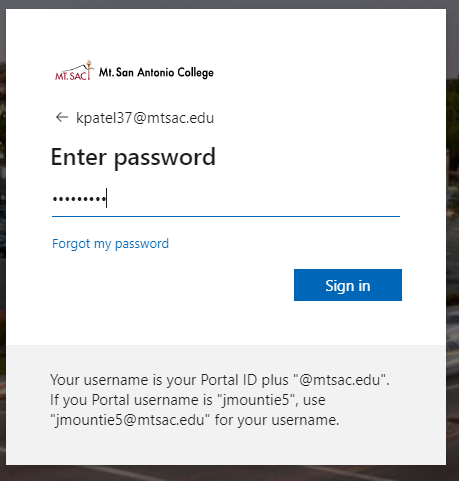 MT. SAC
Mt. San Antonio College
← kpatel37@mtsac.edu
Enter password
•••••••••
Forgot my password
Sign in
Your username is your Portal ID plus "@mtsac.edu".
If you Portal username is "jmountie5", use
"jmountie5@mtsac.edu" for your username.